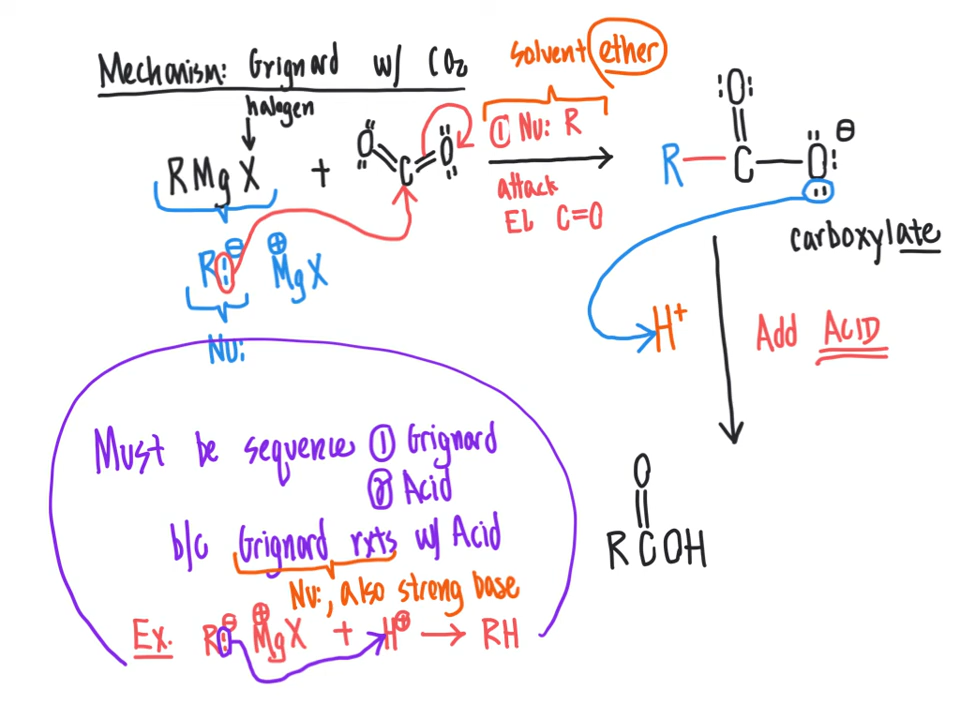 Mechanism: Grignard w/ CO2
solvent ether
halogen
① Nu: R
RMgX + O=C=O
attack
El C=O
R: ⊖ ⊕ MgX
Nu:
:O:
R—C—O: ⊖
carboxylate
H+
Add ACID
Must be sequence ① Grignard
② Acid
b/c Grignard rxts w/ Acid
Nu:, also strong base
Ex. R:⊖ ⊕MgX + H⊕ → RH
O
RCOH